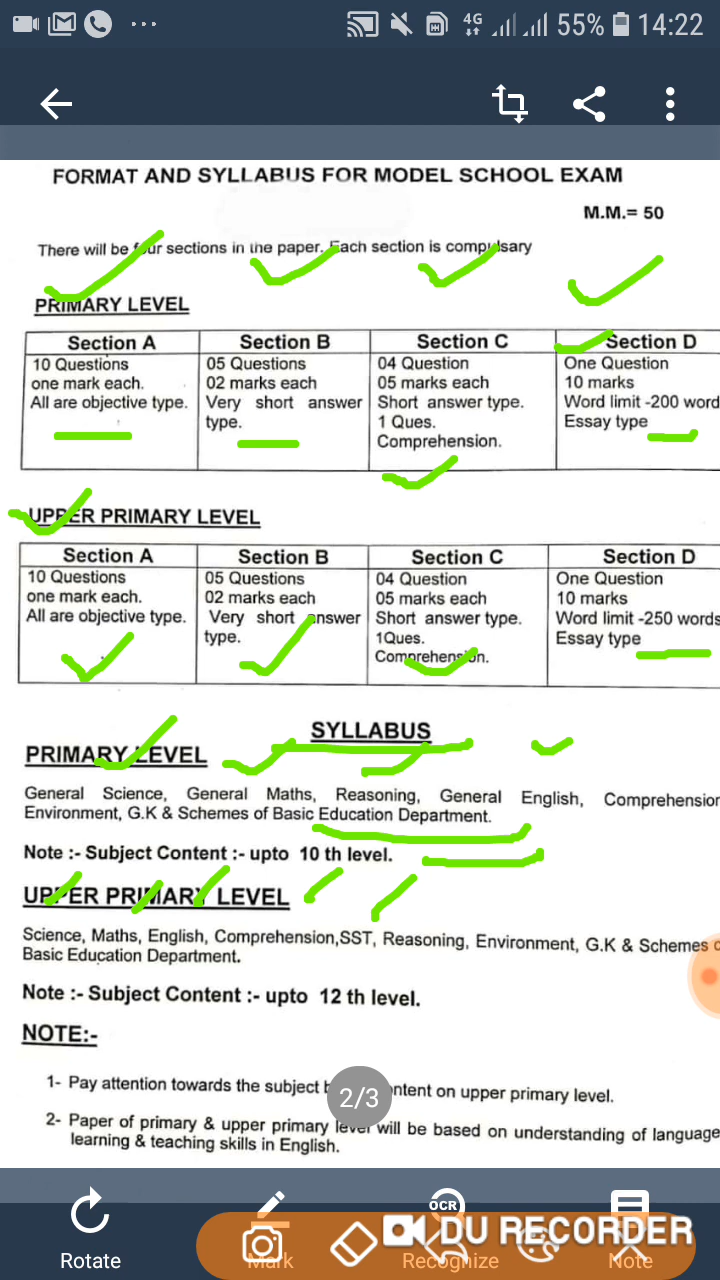 4G 55% 14:22
FORMAT AND SYLLABUS FOR MODEL SCHOOL EXAM
M.M.= 50
There will be four sections in the paper. Each section is compulsary
PRIMARY LEVEL
Section A Section B Section C Section D
10 Questions 05 Questions 04 Question One Question
one mark each. 02 marks each 05 marks each 10 marks
All are objective type. Very short answer Short answer type. Word limit -200 word
type. 1 Ques. Essay type
Comprehension.
UPPER PRIMARY LEVEL
Section A Section B Section C Section D
10 Questions 05 Questions 04 Question One Question
one mark each. 02 marks each 05 marks each 10 marks
All are objective type. Very short answer Short answer type. Word limit -250 words
type. 1Ques. Essay type
Comprehension.
SYLLABUS
PRIMARY LEVEL
General Science, General Maths, Reasoning, General English, Comprehension
Environment, G.K & Schemes of Basic Education Department.
Note :- Subject Content :- upto 10 th level.
UPPER PRIMARY LEVEL
Science, Maths, English, Comprehension,SST, Reasoning, Environment, G.K & Schemes
Basic Education Department.
Note :- Subject Content :- upto 12 th level.
NOTE:-
1- Pay attention towards the subject ntent on upper primary level.
2/3
2- Paper of primary & upper primary level will be based on understanding of language
learning & teaching skills in English.
OCR
DU RECORDER
Rotate Mark Recognize Note